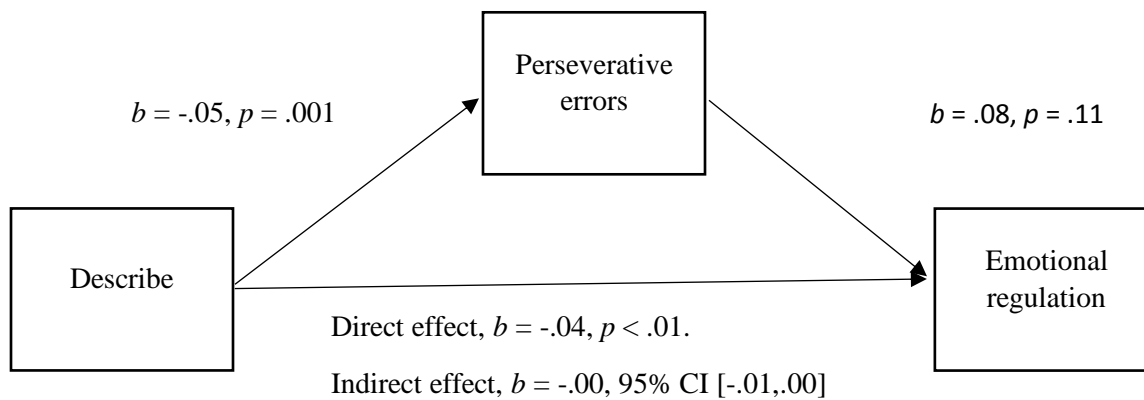 Perseverative
errors
b = -.05, p = .001
b = .08, p = .11
Describe
Emotional
regulation
Direct effect, b = -.04, p < .01.
Indirect effect, b = -.00, 95% CI [-.01,.00]